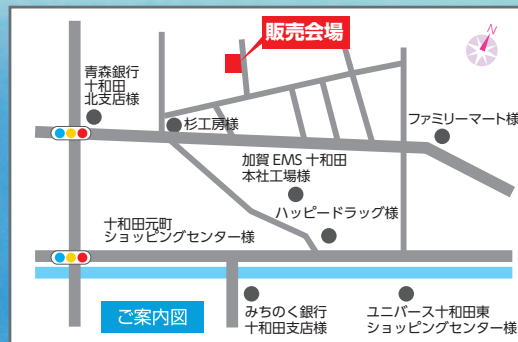 販売会場
N
青森銀行
十和田
北支店様
杉工房様
ファミリーマート様
加賀EMS十和田
本社工場様
ハッピードラッグ様
十和田元町
ショッピングセンター様
ご案内図
みちのく銀行
十和田支店様
ユニバース十和田東
ショッピングセンター様